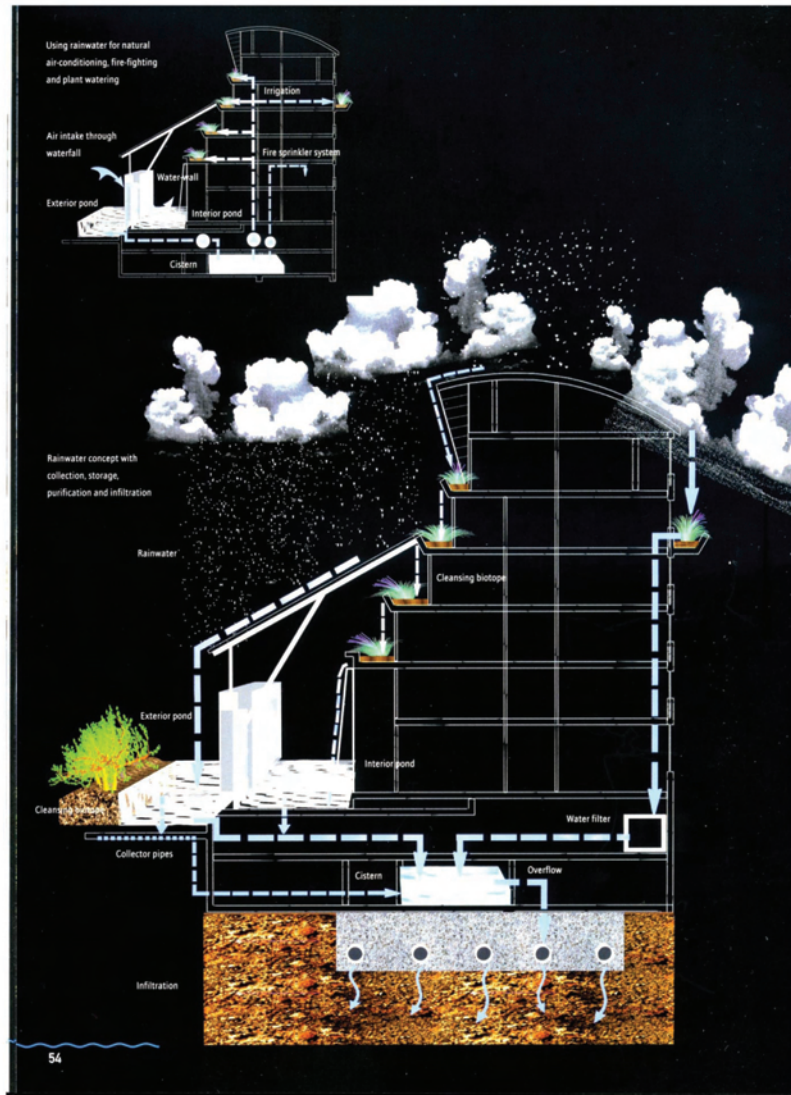 Using rainwater for natural
air-conditioning, fire-fighting
and plant watering
Irrigation
Air intake through
waterfall
Fire sprinkler system
Water-wall
Exterior pond
Interior pond
Cistern
Rainwater concept with
collection, storage,
purification and infiltration
Rainwater
Cleansing biotope
Exterior pond
Interior pond
Cleansing biotope
Water filter
Collector pipes
Cistern
Overflow
Infiltration
54